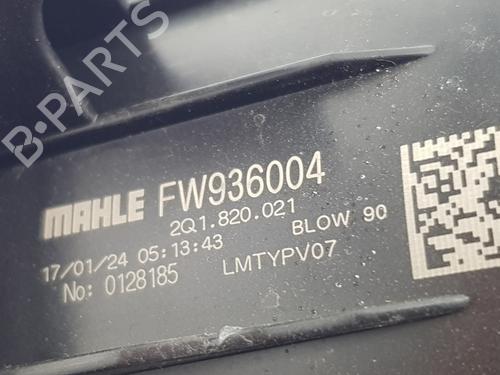 B-PARTS
MAHLE FW936004
2Q1.820.021
17/01/24 05:13:43 BLOW 90
No: 0128185 LMTYPV07